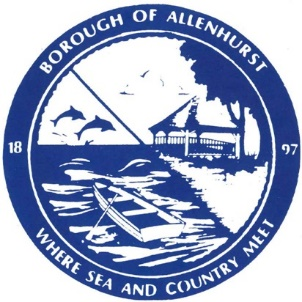 BOROUGH OF ALLENHURST
18 97
WHERE SEA AND COUNTRY MEET